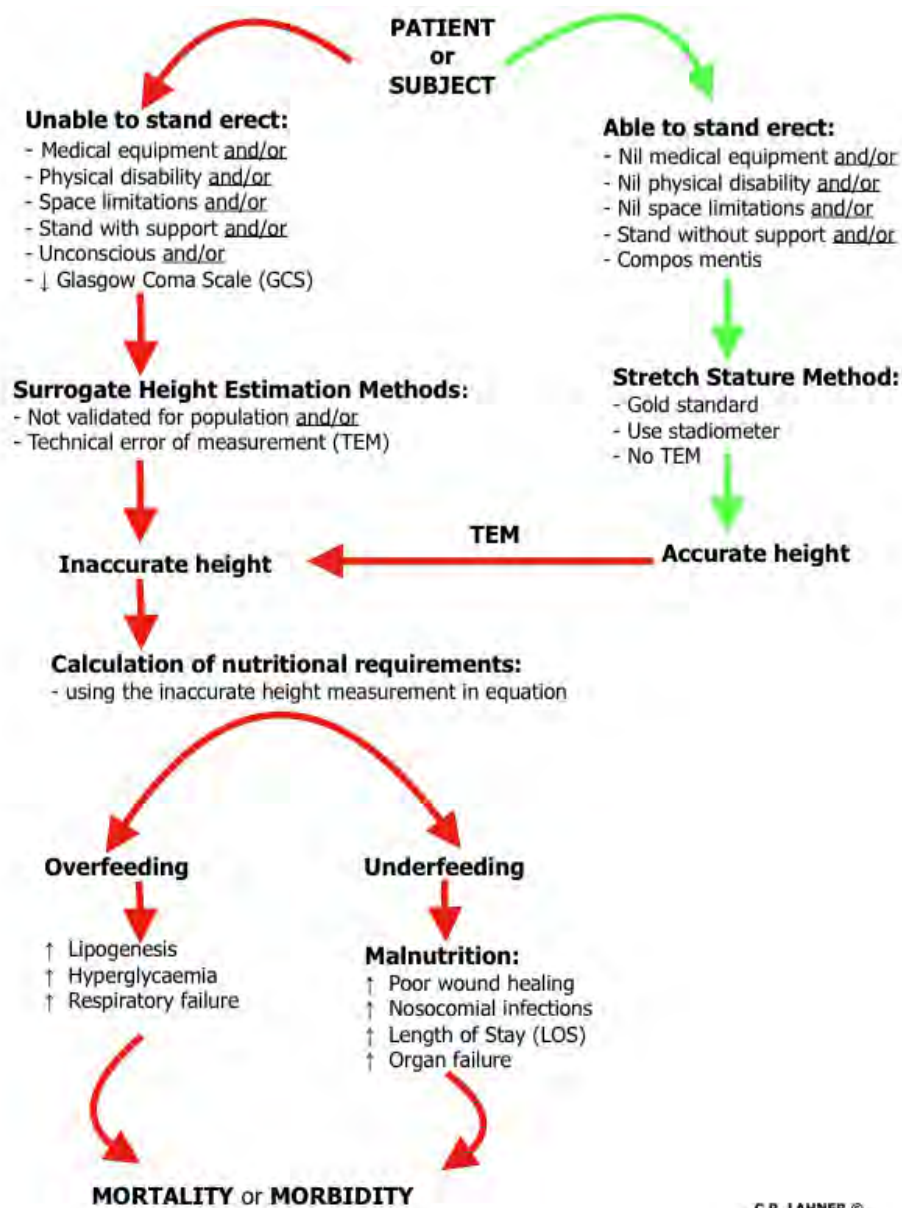 PATIENT
or
SUBJECT
Unable to stand erect:
- Medical equipment and/or
- Physical disability and/or
- Space limitations and/or
- Stand with support and/or
- Unconscious and/or
- ↓ Glasgow Coma Scale (GCS)
Able to stand erect:
- Nil medical equipment and/or
- Nil physical disability and/or
- Nil space limitations and/or
- Stand without support and/or
- Compos mentis
Surrogate Height Estimation Methods:
- Not validated for population and/or
- Technical error of measurement (TEM)
Stretch Stature Method:
- Gold standard
- Use stadiometer
- No TEM
TEM
Inaccurate height
Accurate height
Calculation of nutritional requirements:
- using the inaccurate height measurement in equation
Overfeeding
↑ Lipogenesis
↑ Hyperglycaemia
↑ Respiratory failure
Underfeeding
Malnutrition:
↑ Poor wound healing
↑ Nosocomial infections
↑ Length of Stay (LOS)
↑ Organ failure
MORTALITY or MORBIDITY
C.R. LAHNER ©